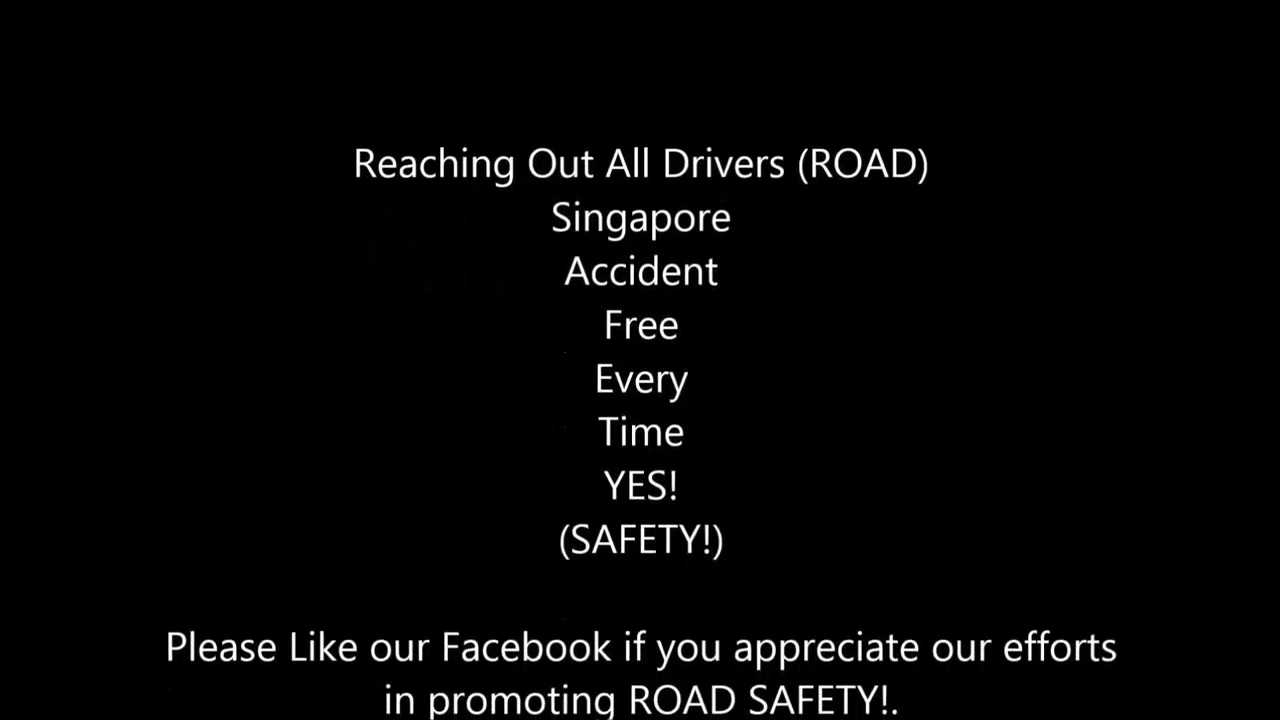 Reaching Out All Drivers (ROAD)
Singapore
Accident
Free
Every
Time
YES!
(SAFETY!)
Please Like our Facebook if you appreciate our efforts
in promoting ROAD SAFETY!.